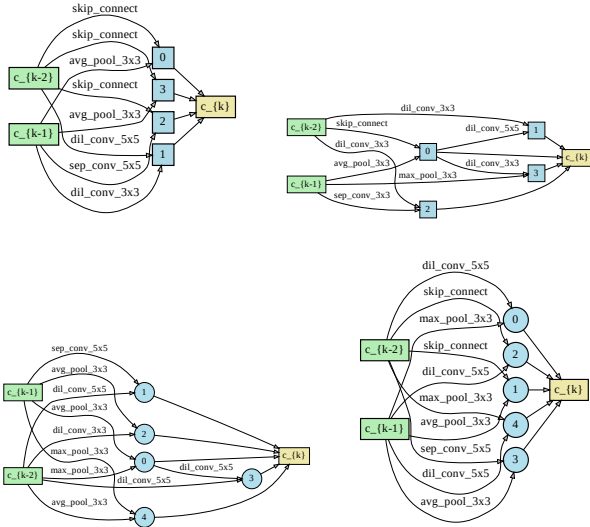 skip_connect
skip_connect
avg_pool_3x3
skip_connect
avg_pool_3x3
dil_conv_5x5
sep_conv_5x5
dil_conv_3x3
c_{k-2}
c_{k-1}
0
3
2
1
c_{k}
dil_conv_3x3
skip_connect
dil_conv_5x5
dil_conv_3x3
avg_pool_3x3
dil_conv_3x3
max_pool_3x3
sep_conv_3x3
c_{k-2}
c_{k-1}
0
1
3
2
c_{k}
sep_conv_5x5
avg_pool_3x3
dil_conv_5x5
avg_pool_3x3
dil_conv_3x3
max_pool_3x3
max_pool_3x3
dil_conv_5x5
dil_conv_5x5
avg_pool_3x3
c_{k-1}
c_{k-2}
1
2
0
3
4
c_{k}
dil_conv_5x5
skip_connect
max_pool_3x3
skip_connect
dil_conv_5x5
max_pool_3x3
avg_pool_3x3
sep_conv_5x5
dil_conv_5x5
avg_pool_3x3
c_{k-2}
c_{k-1}
0
2
1
4
3
c_{k}